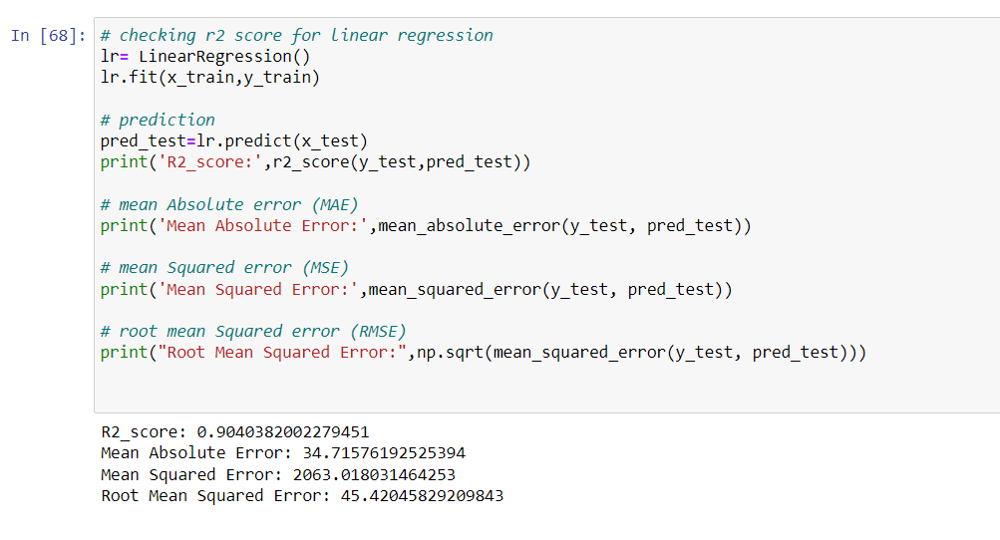 In [68]: # checking r2 score for linear regression
lr= LinearRegression()
lr.fit(x_train,y_train)
# prediction
pred_test=lr.predict(x_test)
print('R2_score:',r2_score(y_test,pred_test))
# mean Absolute error (MAE)
print('Mean Absolute Error:',mean_absolute_error(y_test, pred_test))
# mean Squared error (MSE)
print('Mean Squared Error:',mean_squared_error(y_test, pred_test))
# root mean Squared error (RMSE)
print("Root Mean Squared Error:",np.sqrt(mean_squared_error(y_test, pred_test)))
R2_score: 0.9040382002279451
Mean Absolute Error: 34.71576192525394
Mean Squared Error: 2063.018031464253
Root Mean Squared Error: 45.42045829209843